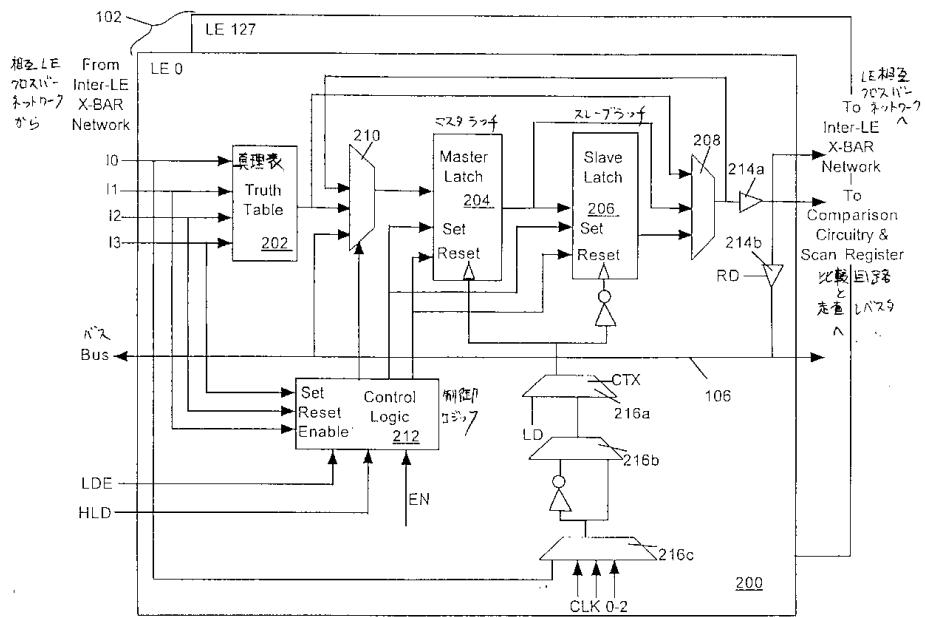 102
LE 127
LE 0
相互LE
クロスバー
ネットワーク
から
From
Inter-LE
X-BAR
Network
LE相互
クロスバー
ネットワークへ
To
Inter-LE
X-BAR
Network
To
Comparison
Circuitry &
Scan Register
比較回路
と
走査レジスタ
へ
I0
I1
I2
I3
真理表
Truth
Table
202
210
マスタラッチ
Master
Latch
204
Set
Reset
スレーブラッチ
Slave
Latch
206
Set
Reset
208
214a
214b
RD
バス
Bus
106
Set
Reset
Enable
Control
Logic
212
制御
ロジック
CTX
216a
LD
216b
216c
LDE
HLD
EN
CLK 0-2
200